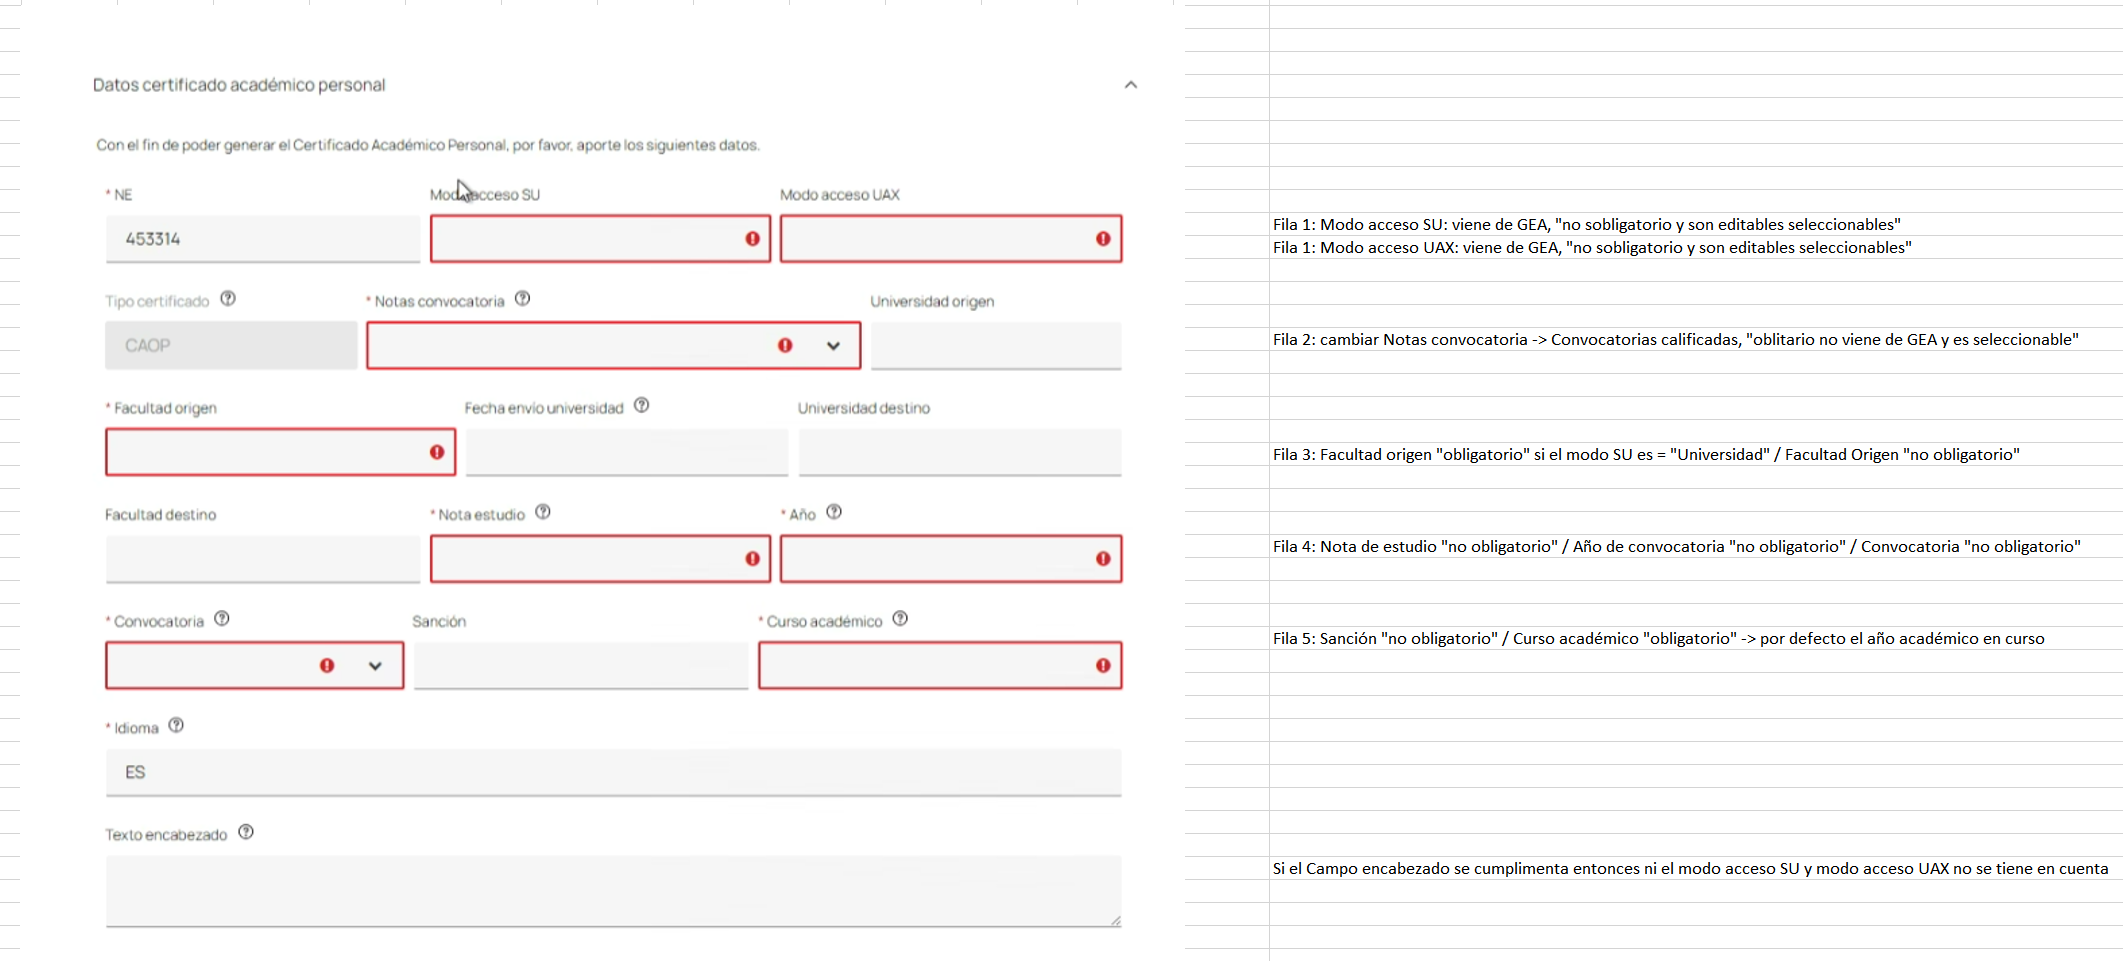 Datos certificado académico personal
Con el fin de poder generar el Certificado Académico Personal, por favor, aporte los siguientes datos.
* NE
Modo acceso SU
Modo acceso UAX
453314
Fila 1: Modo acceso SU: viene de GEA, "no sobligatorio y son editables seleccionables"
Fila 1: Modo acceso UAX: viene de GEA, "no sobligatorio y son editables seleccionables"
Tipo certificado
* Notas convocatoria
Universidad origen
CAOP
Fila 2: cambiar Notas convocatoria -> Convocatorias calificadas, "oblitario no viene de GEA y es seleccionable"
* Facultad origen
Fecha envío universidad
Universidad destino
Fila 3: Facultad origen "obligatorio" si el modo SU es = "Universidad" / Facultad Origen "no obligatorio"
Facultad destino
* Nota estudio
* Año
Fila 4: Nota de estudio "no obligatorio" / Año de convocatoria "no obligatorio" / Convocatoria "no obligatorio"
* Convocatoria
Sanción
* Curso académico
Fila 5: Sanción "no obligatorio" / Curso académico "obligatorio" -> por defecto el año académico en curso
* Idioma
ES
Texto encabezado
Si el Campo encabezado se cumplimenta entonces ni el modo acceso SU y modo acceso UAX no se tiene en cuenta